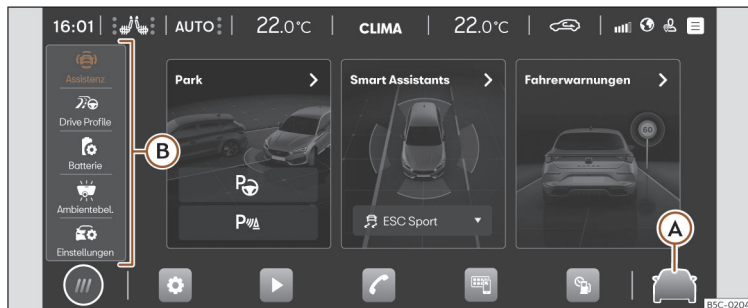 16:01 AUTO 22.0°C CLIMA 22.0°C
Assistenz
Drive Profile
Batterie
Ambientebel.
Einstellungen
B
Park
P
P
Smart Assistants
ESC Sport
Fahrerwarnungen
60
A
B5C-0204